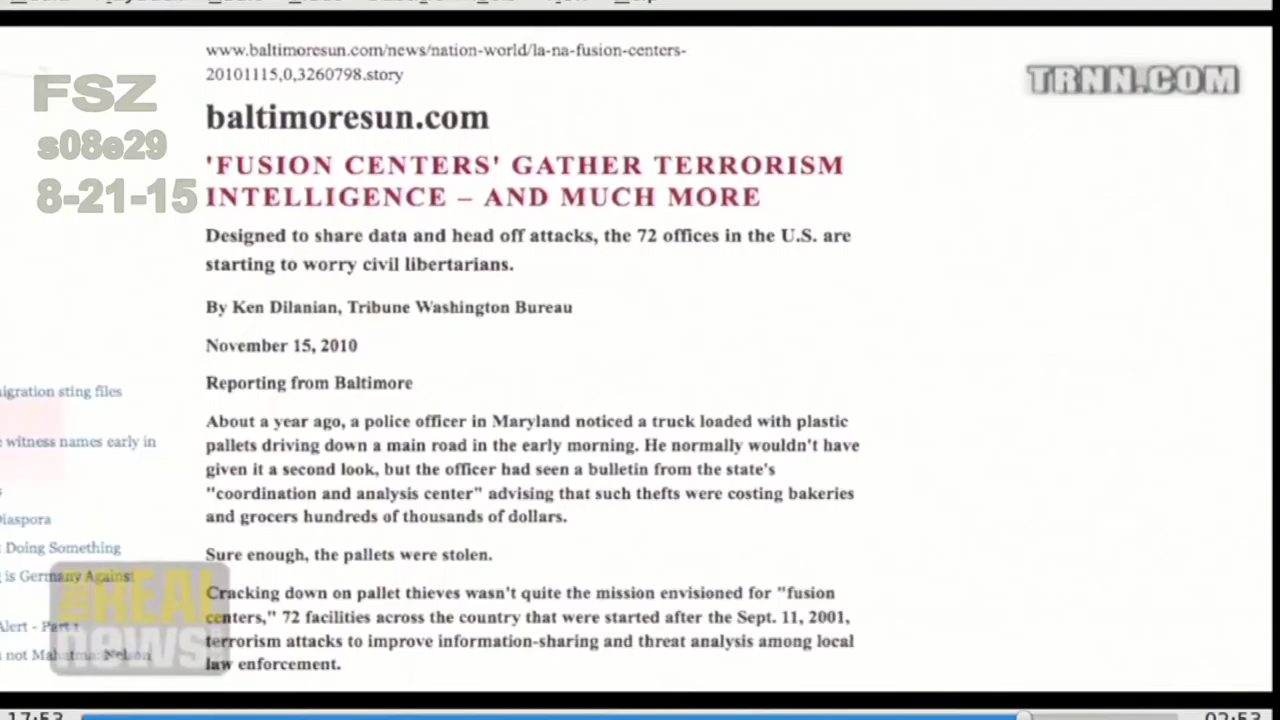 www.baltimoresun.com/news/nation-world/la-na-fusion-centers-
20101115,0,3260798.story
TRNN.COM
FSZ
s08e29
8-21-15
baltimoresun.com
'FUSION CENTERS' GATHER TERRORISM
INTELLIGENCE – AND MUCH MORE
Designed to share data and head off attacks, the 72 offices in the U.S. are
starting to worry civil libertarians.
By Ken Dilanian, Tribune Washington Bureau
November 15, 2010
Reporting from Baltimore
About a year ago, a police officer in Maryland noticed a truck loaded with plastic
pallets driving down a main road in the early morning. He normally wouldn't have
given it a second look, but the officer had seen a bulletin from the state's
"coordination and analysis center" advising that such thefts were costing bakeries
and grocers hundreds of thousands of dollars.
Sure enough, the pallets were stolen.
Cracking down on pallet thieves wasn't quite the mission envisioned for "fusion
centers," 72 facilities across the country that were started after the Sept. 11, 2001,
terrorism attacks to improve information-sharing and threat analysis among local
law enforcement.
sting files
witness names early in
Doing Something
is Germany Against
- Part 1
not Mahatma: Nelson
THE REAL
news
17:53
02:53